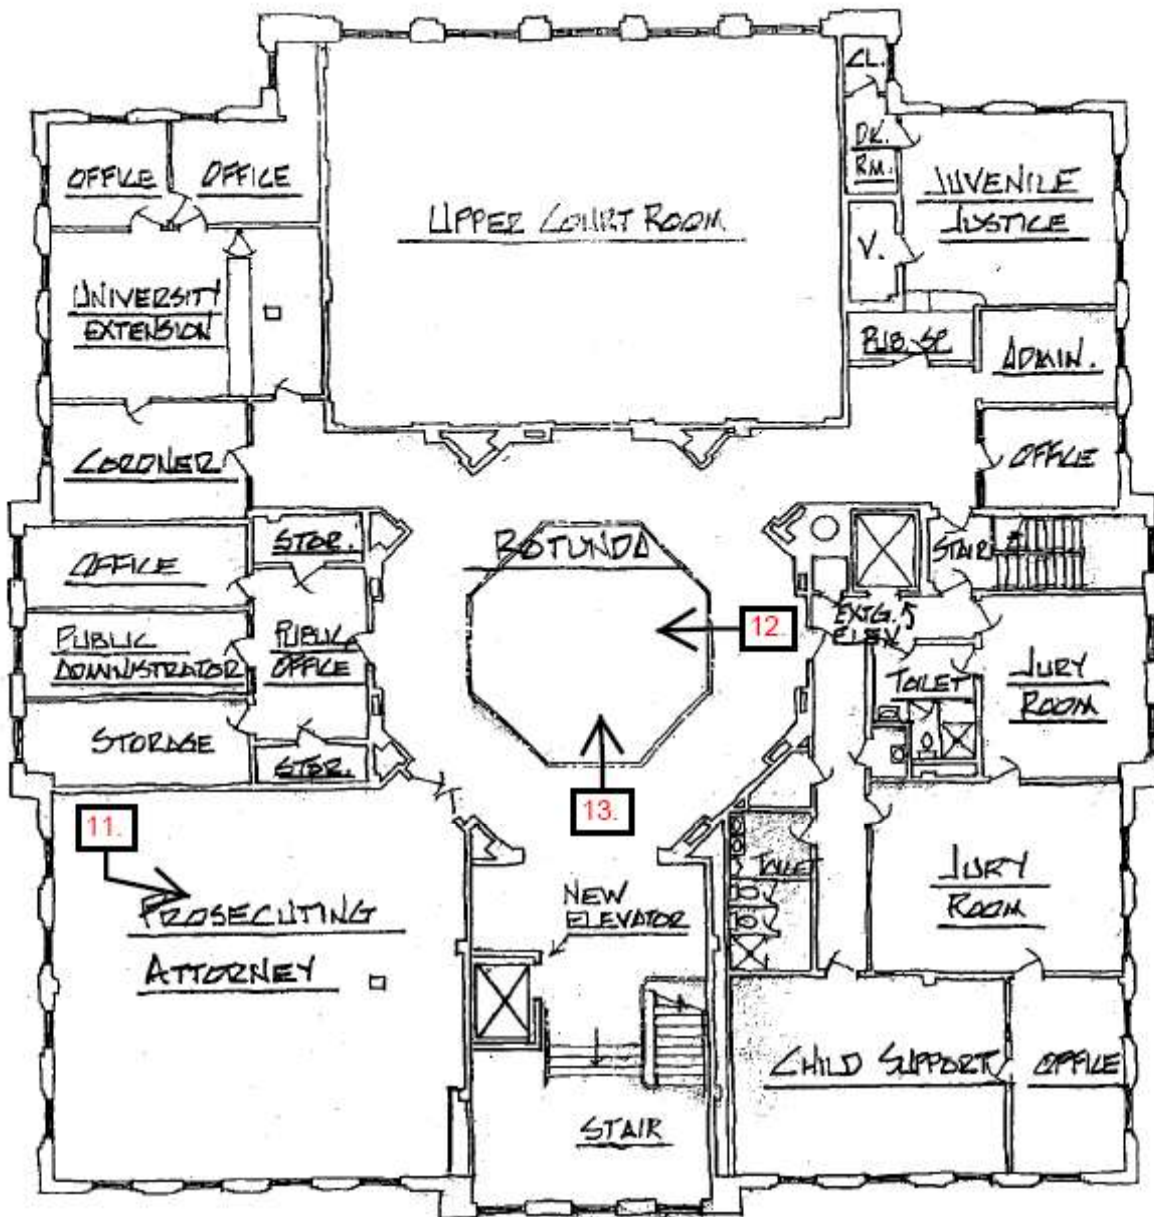 CL.
OFFICE
OFFICE
DK.
RM.
JUVENILE
JUSTICE
UPPER COURT ROOM
V.
UNIVERSITY
EXTENSION
PUB. SP.
ADMIN.
CORONER
OFFICE
STOR.
ROTUNDA
STAIR
OFFICE
12.
EXTG.
ELEV.
PUBLIC
ADMINISTRATOR
PUBLIC
OFFICE
TOILET
JURY
ROOM
STORAGE
STOR.
11.
13.
TOILET
JURY
ROOM
NEW
ELEVATOR
PROSECUTING
ATTORNEY
CHILD SUPPORT
OFFICE
STAIR